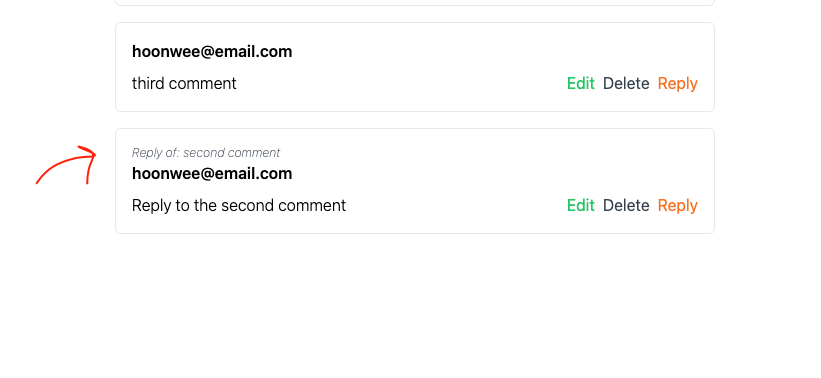 hoonwee@email.com
third comment Edit Delete Reply
Reply of: second comment
hoonwee@email.com
Reply to the second comment Edit Delete Reply